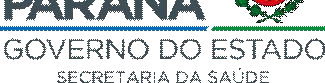 PARANÁ
GOVERNO DO ESTADO
SECRETARIA DA SAÚDE